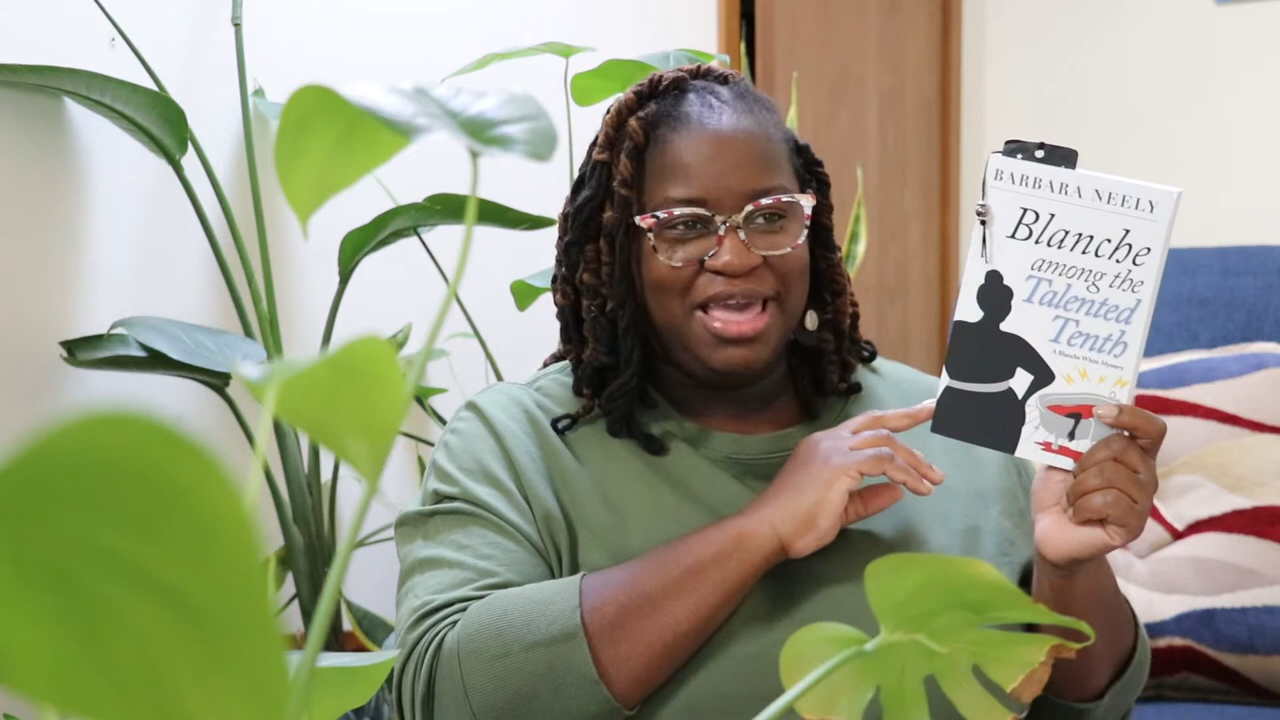 BARBARA NEELY
Blanche
among the
Talented
Tenth
A Blanche White Mystery